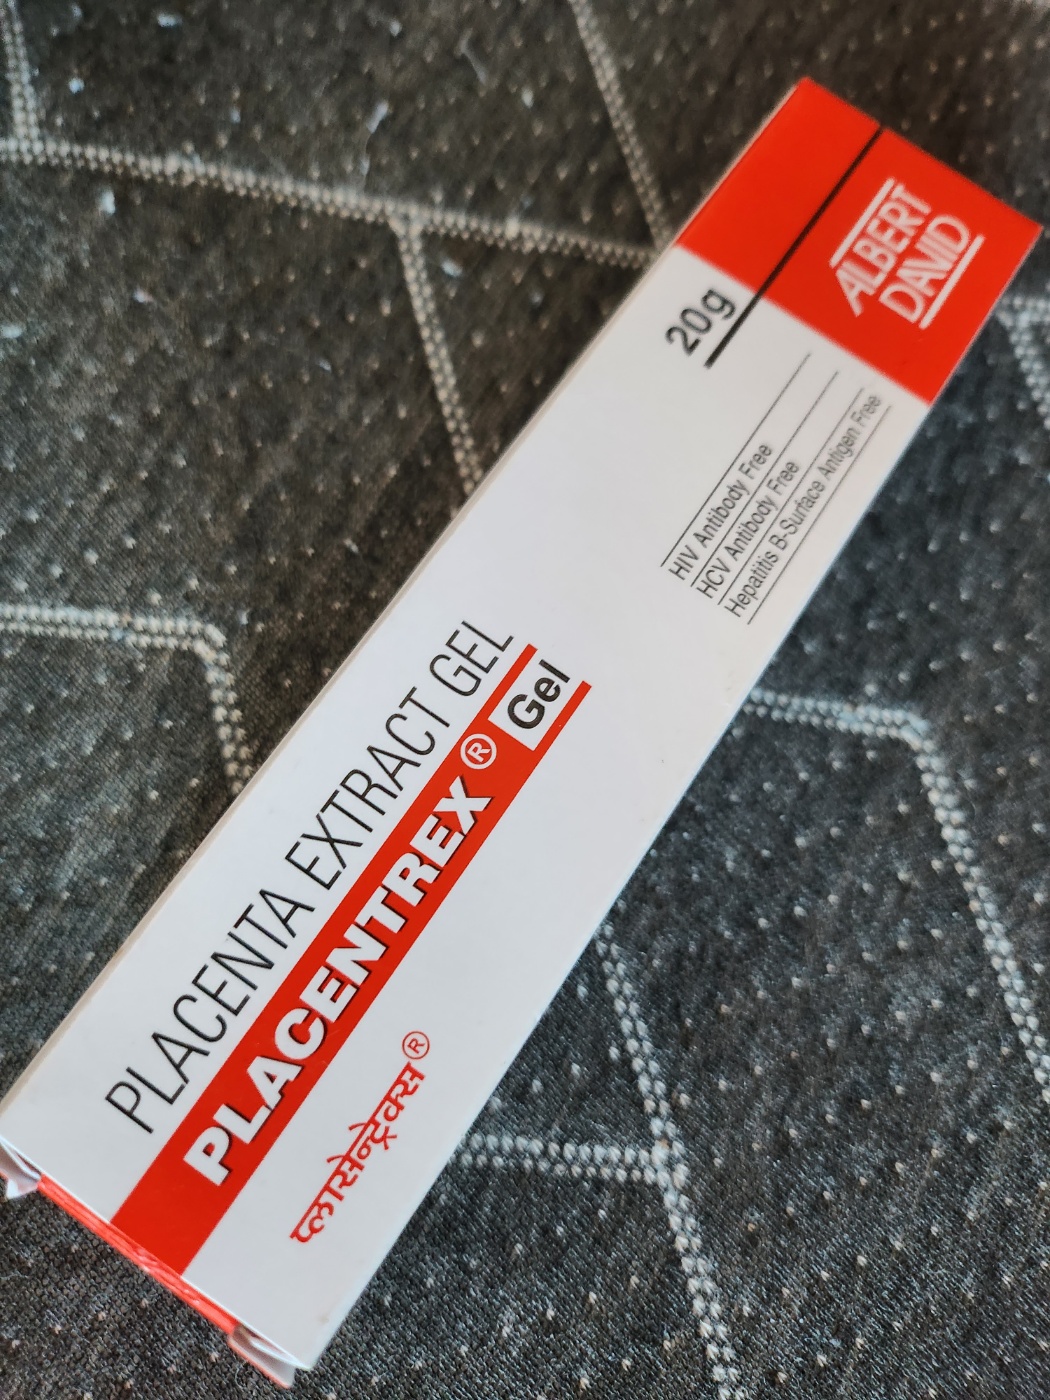 PLACENTA EXTRACT GEL
PLACENTREX® Gel
प्लासेन्ट्रेक्स®
20g
HIV Antibody Free
HCV Antibody Free
Hepatitis B-Surface Antigen Free
ALBERT
DAVID